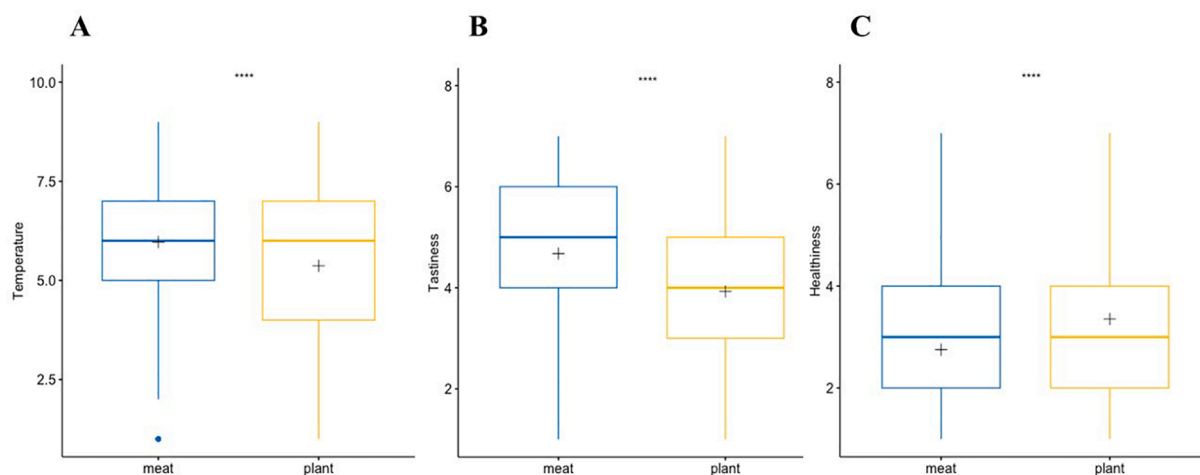 A
****
10.0
7.5
5.0
2.5
Temperature
meat plant
B
****
8
6
4
2
Tastiness
meat plant
C
****
8
6
4
2
Healthiness
meat plant